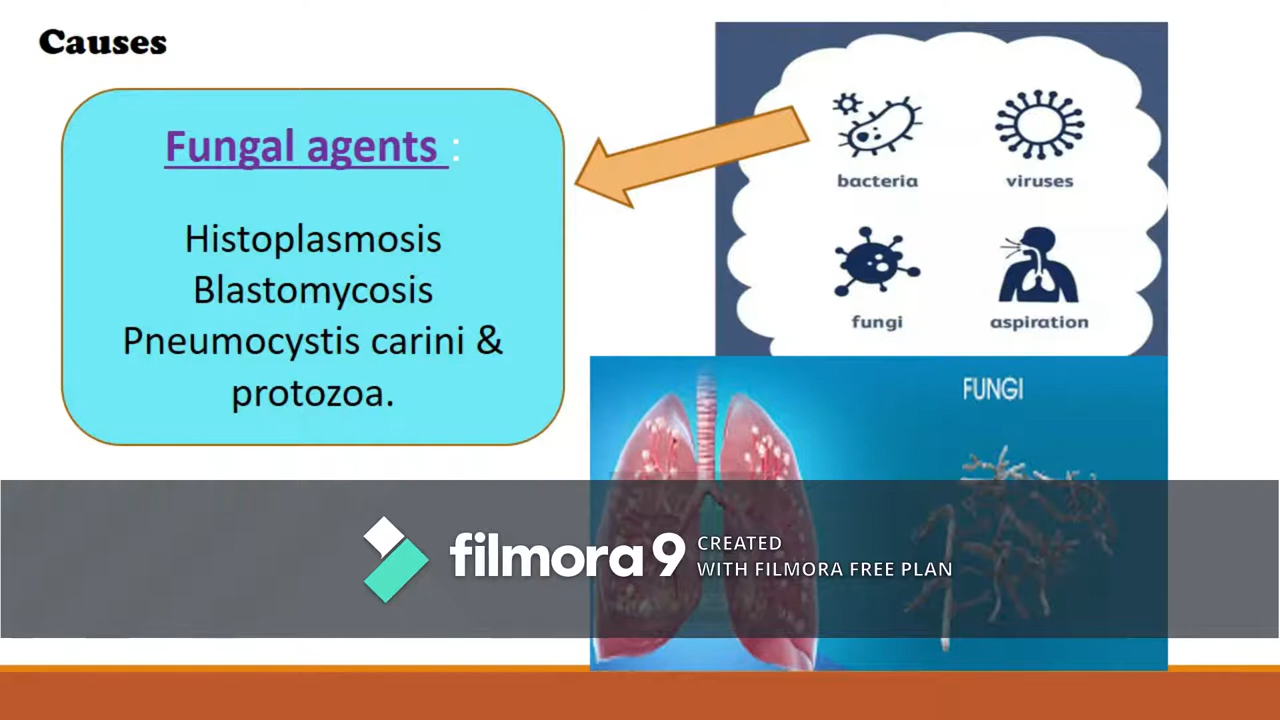 Causes
Fungal agents :
Histoplasmosis
Blastomycosis
Pneumocystis carini &
protozoa.
bacteria
viruses
fungi
aspiration
FUNGI
filmora9
CREATED
WITH FILMORA FREE PLAN